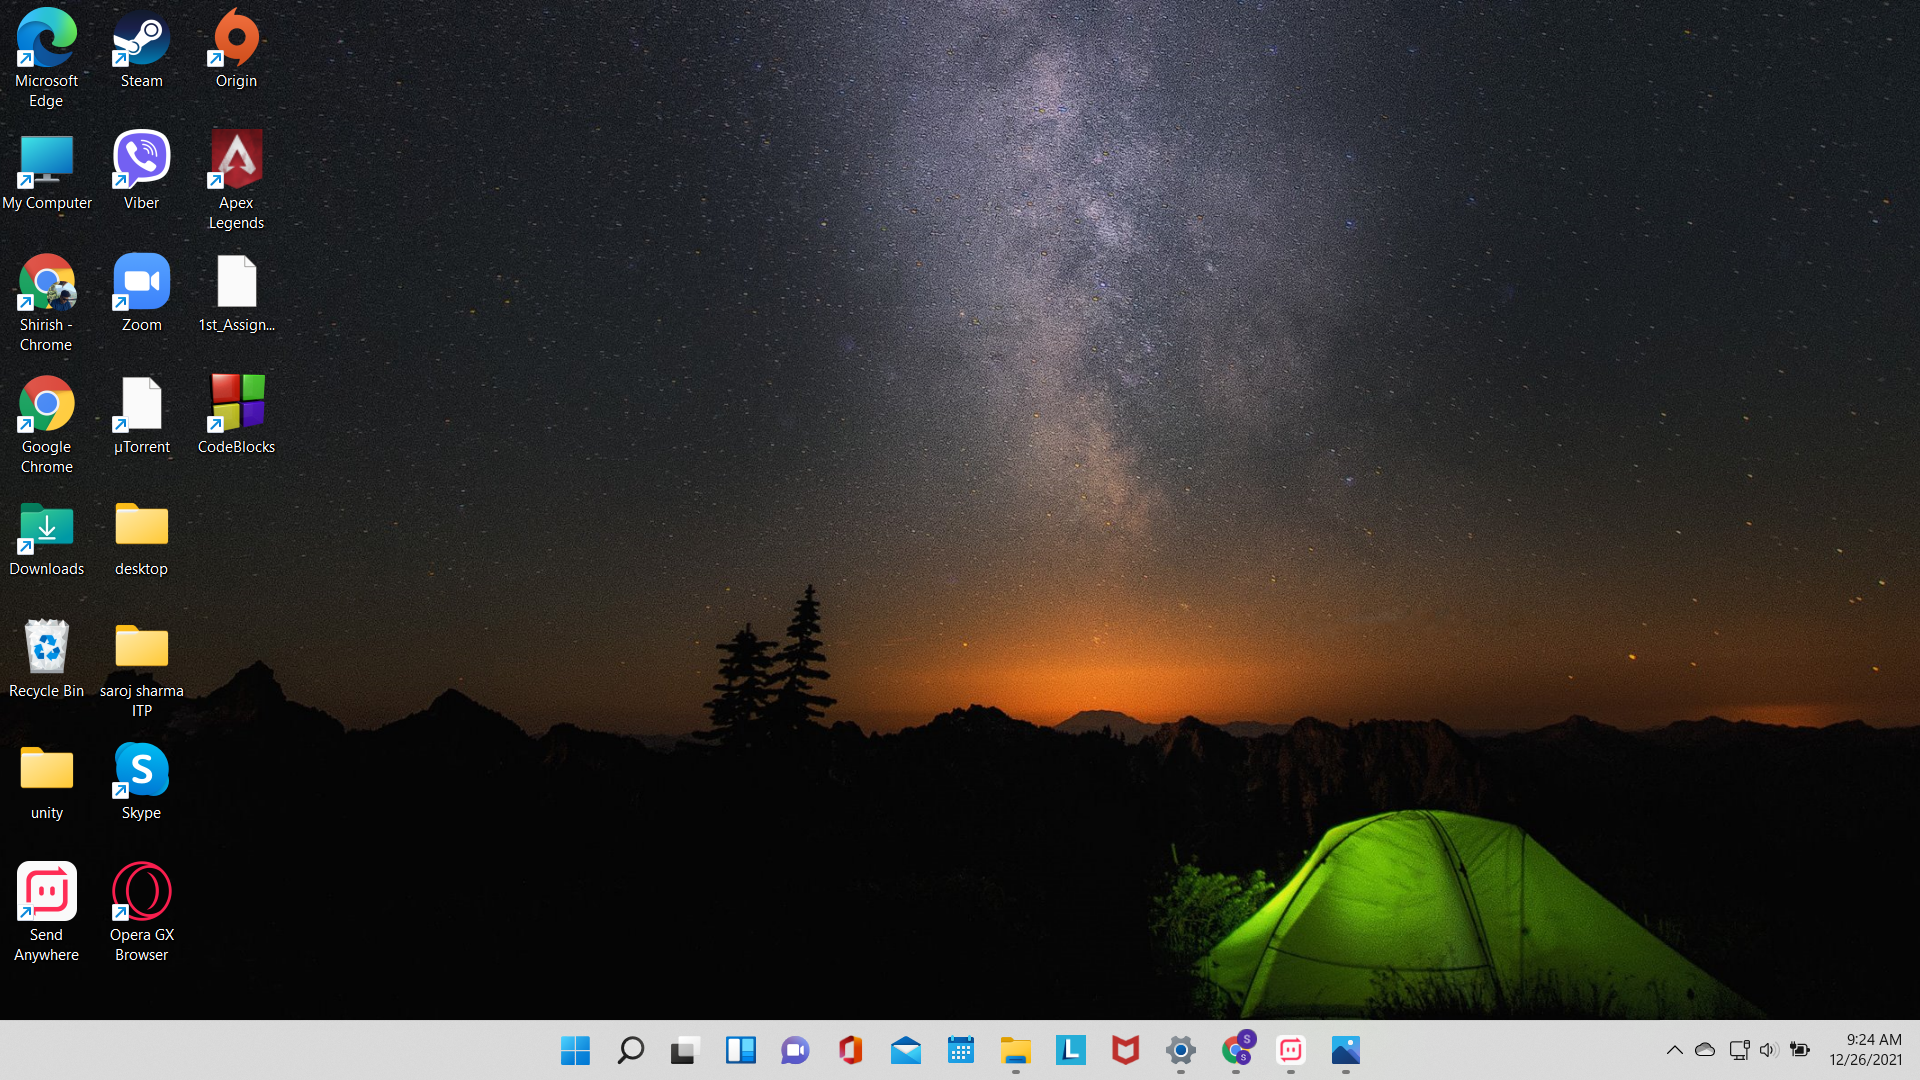 Microsoft
Edge
Steam
Origin
My Computer
Viber
Apex
Legends
Shirish -
Chrome
Zoom
1st_Assign...
Google
Chrome
µTorrent
CodeBlocks
Downloads
desktop
Recycle Bin
saroj sharma
ITP
unity
S
Skype
Send
Anywhere
Opera GX
Browser
L
S
S
9:24 AM
12/26/2021